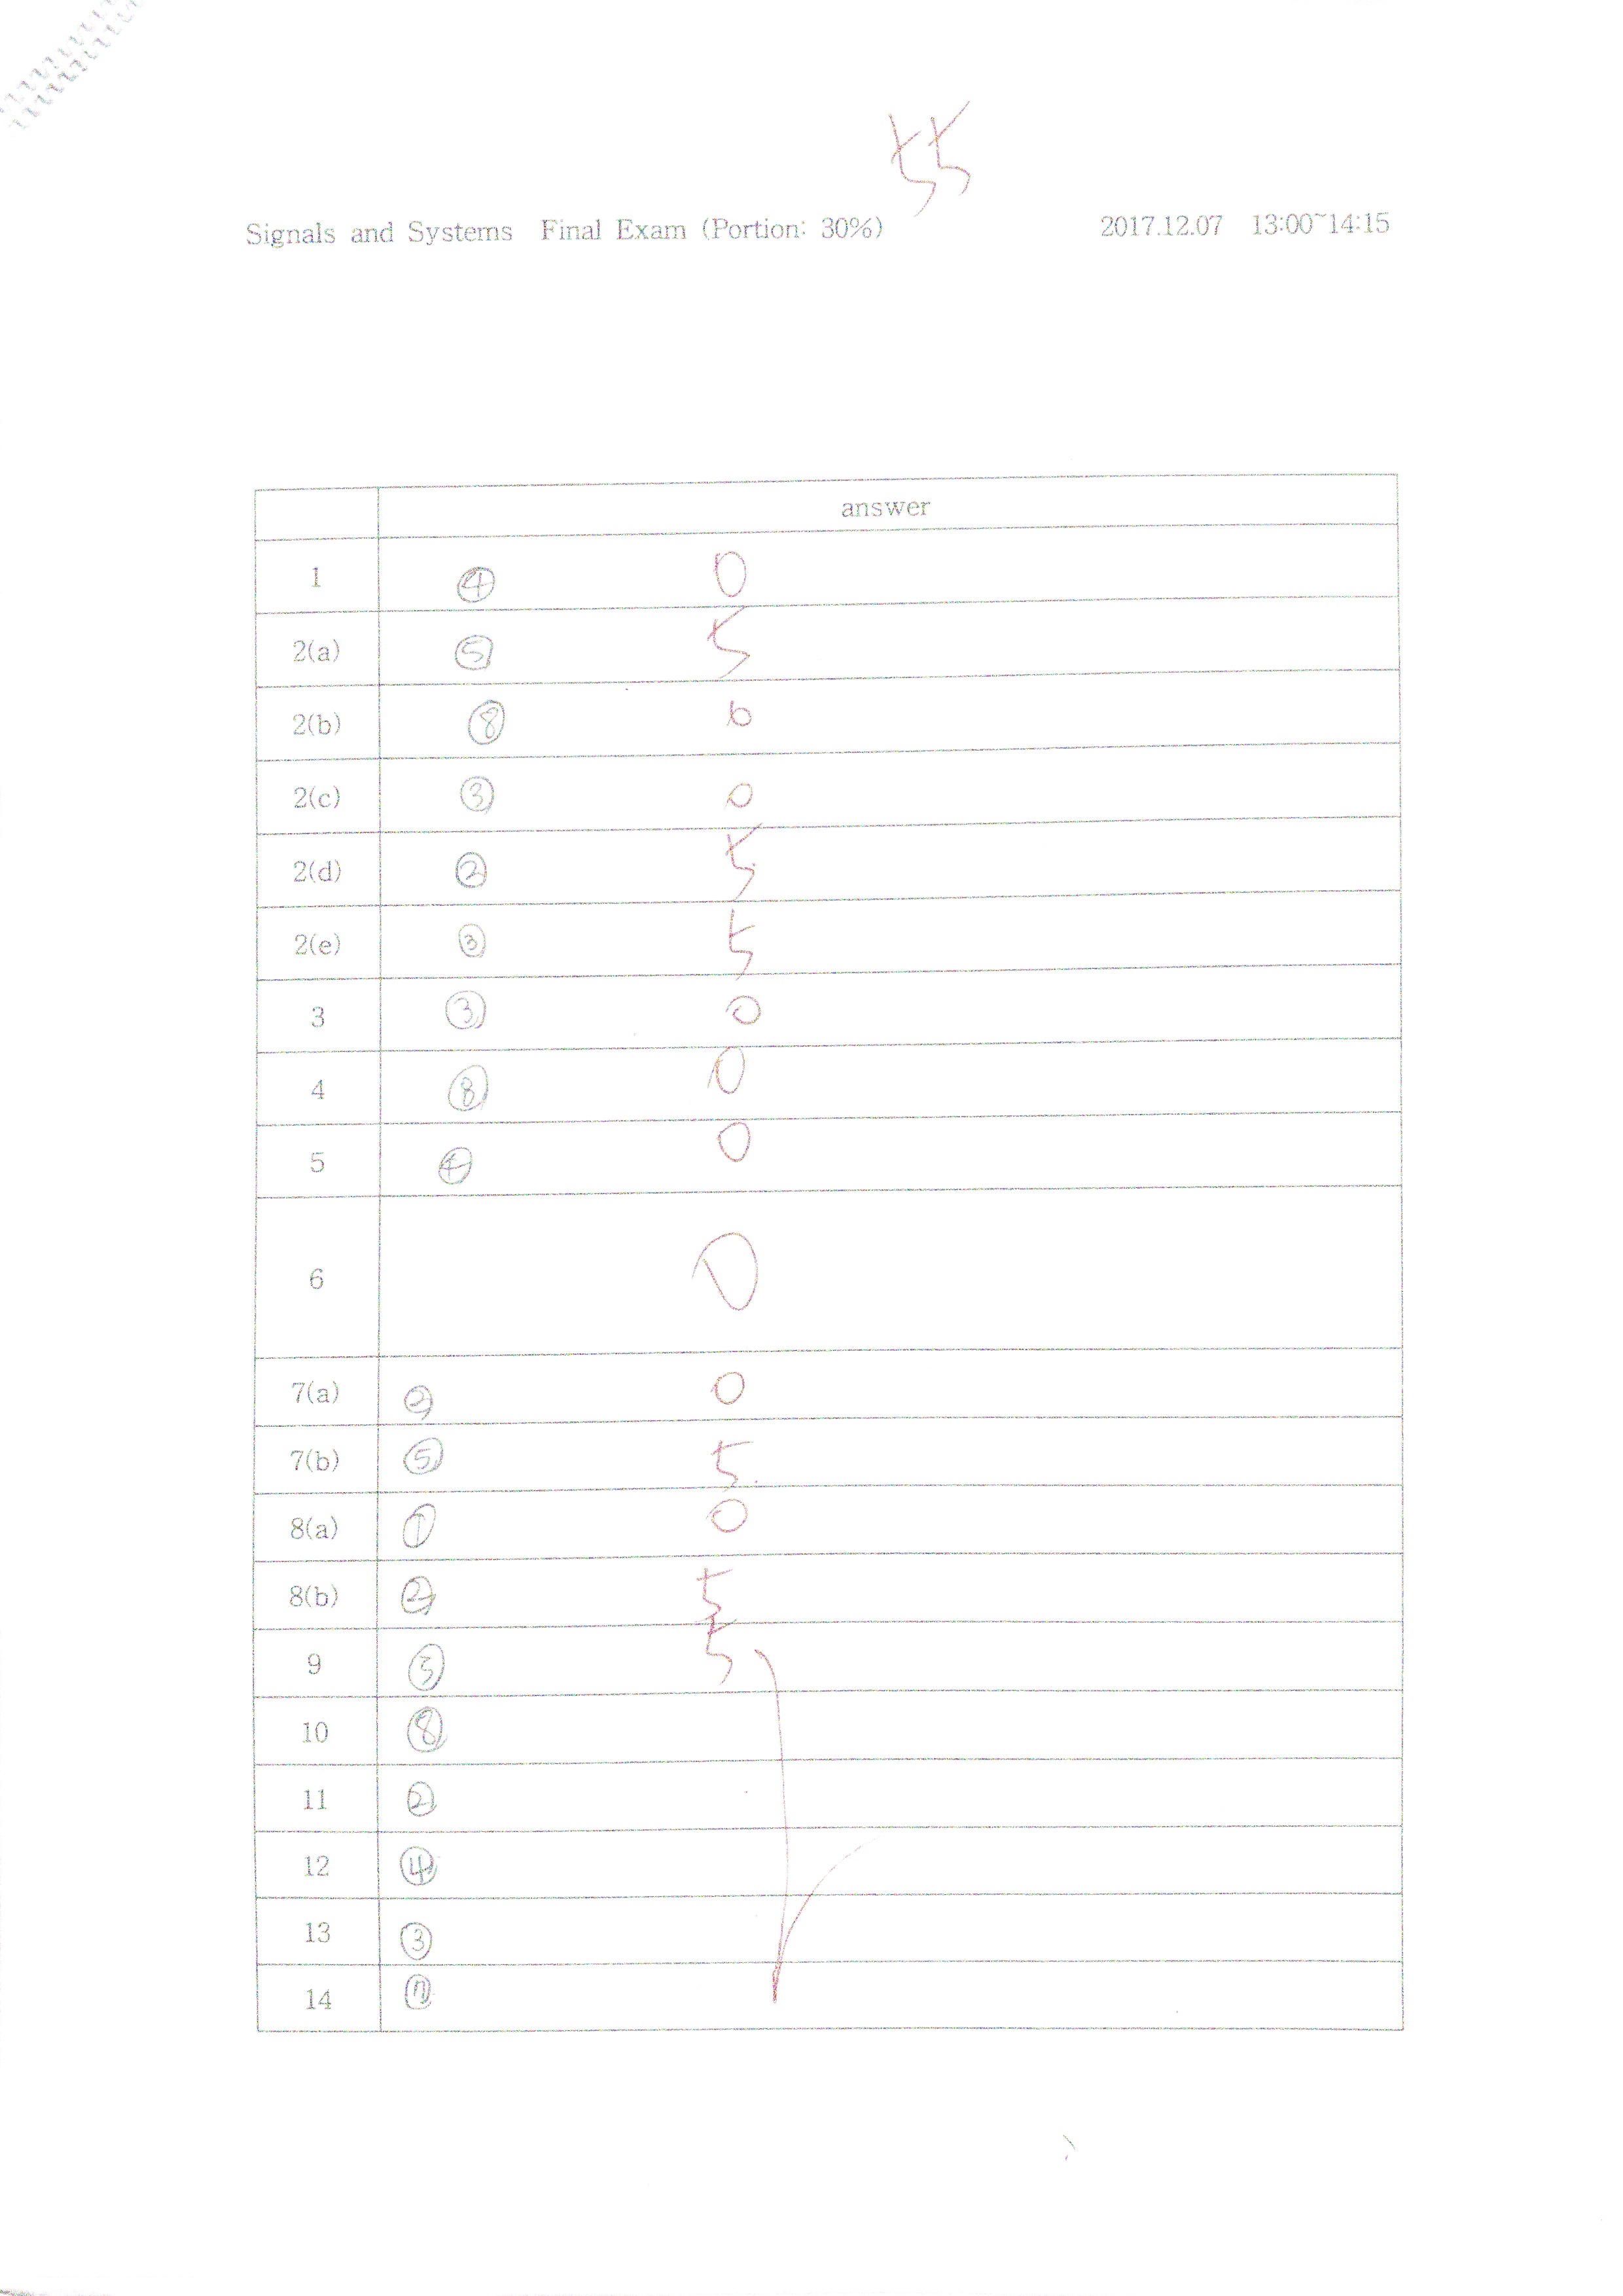 55
Signals and Systems Final Exam (Portion: 30%) 2017.12.07 13:00~14:15
answer
1 ④ 0
2(a) ⑤ 5
2(b) ⑧ 0
2(c) ③ 0
2(d) ② 5
2(e) ③ 5
3 ③ 0
4 ⑧ 0
5 ④ 0
6 0
7(a) ② 0
7(b) ⑤ 5
8(a) ① 0
8(b) ② 5
9 ③ 5
10 ⑧
11 ②
12 ④
13 ③
14